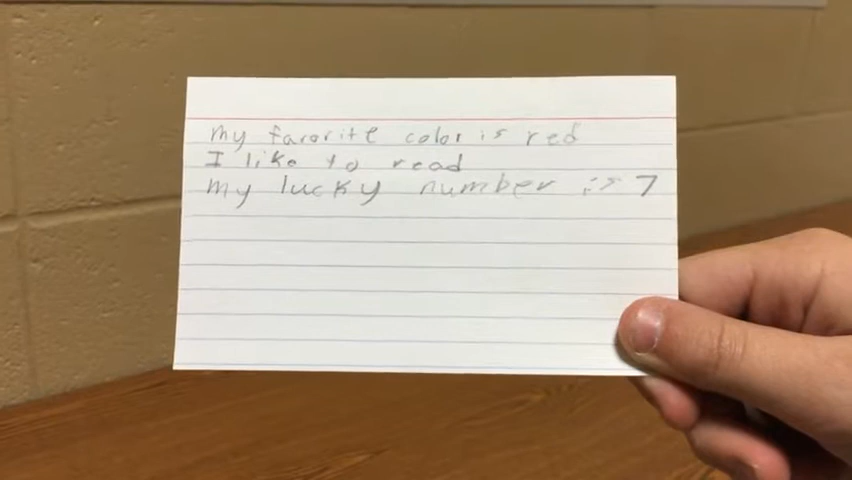 my favorite color is red
I like to read
my lucky number is 7